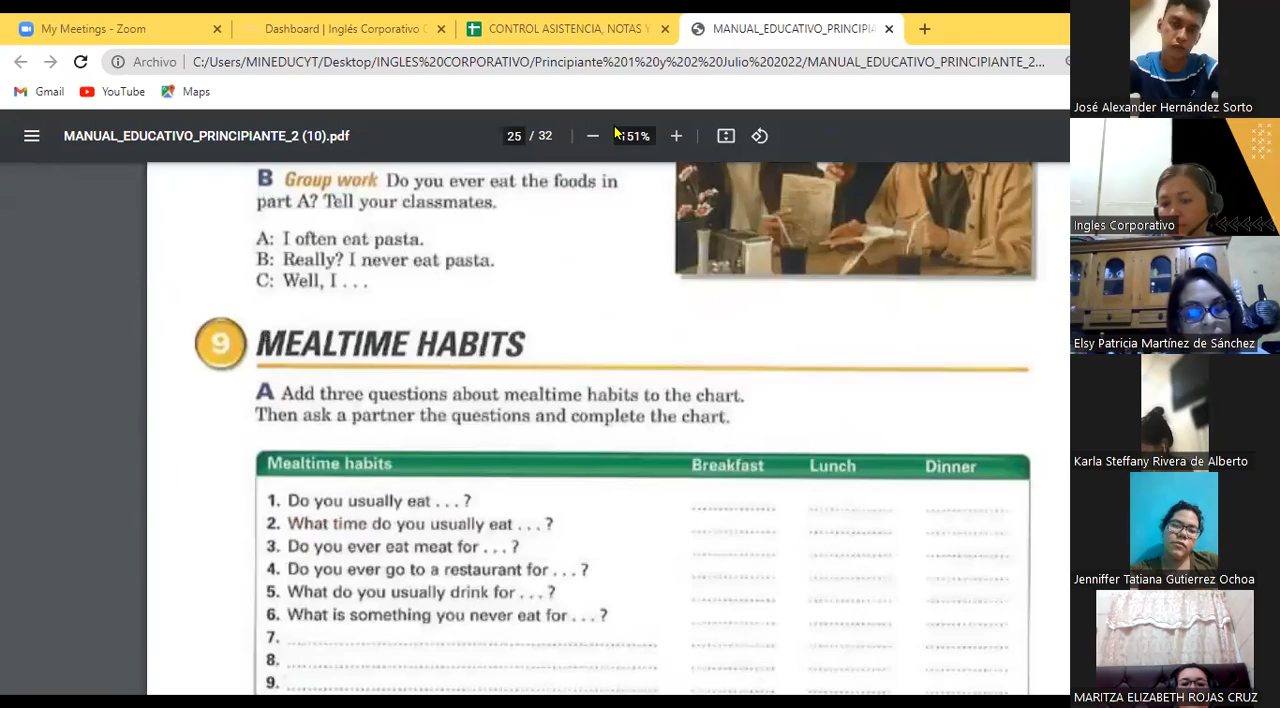 My Meetings - Zoom
Dashboard | Inglés Corporativo
CONTROL ASISTENCIA, NOTAS Y
MANUAL_EDUCATIVO_PRINCIPIA
Archivo
C:/Users/MINEDUCYT/Desktop/INGLES%20CORPORATIVO/Principiante%201%20y%202%20Julio%202022/MANUAL_EDUCATIVO_PRINCIPIANTE_2...
Gmail
YouTube
Maps
MANUAL_EDUCATIVO_PRINCIPIANTE_2 (10).pdf
25 / 32
151%
B Group work Do you ever eat the foods in
part A? Tell your classmates.
A: I often eat pasta.
B: Really? I never eat pasta.
C: Well, I . . .
9 MEALTIME HABITS
A Add three questions about mealtime habits to the chart.
Then ask a partner the questions and complete the chart.
Mealtime habits Breakfast Lunch Dinner
1. Do you usually eat . . . ?
2. What time do you usually eat . . . ?
3. Do you ever eat meat for . . . ?
4. Do you ever go to a restaurant for . . . ?
5. What do you usually drink for . . . ?
6. What is something you never eat for . . . ?
7.
8.
9.
José Alexander Hernández Sorto
Ingles Corporativo
Elsy Patricia Martínez de Sánchez
Karla Steffany Rivera de Alberto
Jenniffer Tatiana Gutierrez Ochoa
MARITZA ELIZABETH ROJAS CRUZ